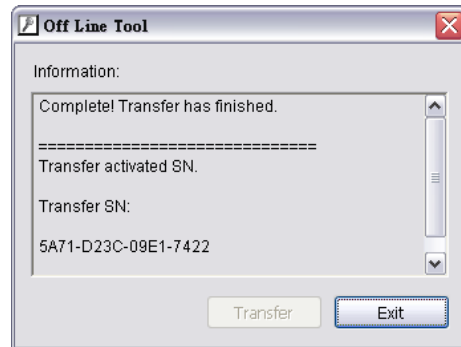 Off Line Tool
Information:
Complete! Transfer has finished.
==============================
Transfer activated SN.
Transfer SN:
5A71-D23C-09E1-7422
Transfer
Exit